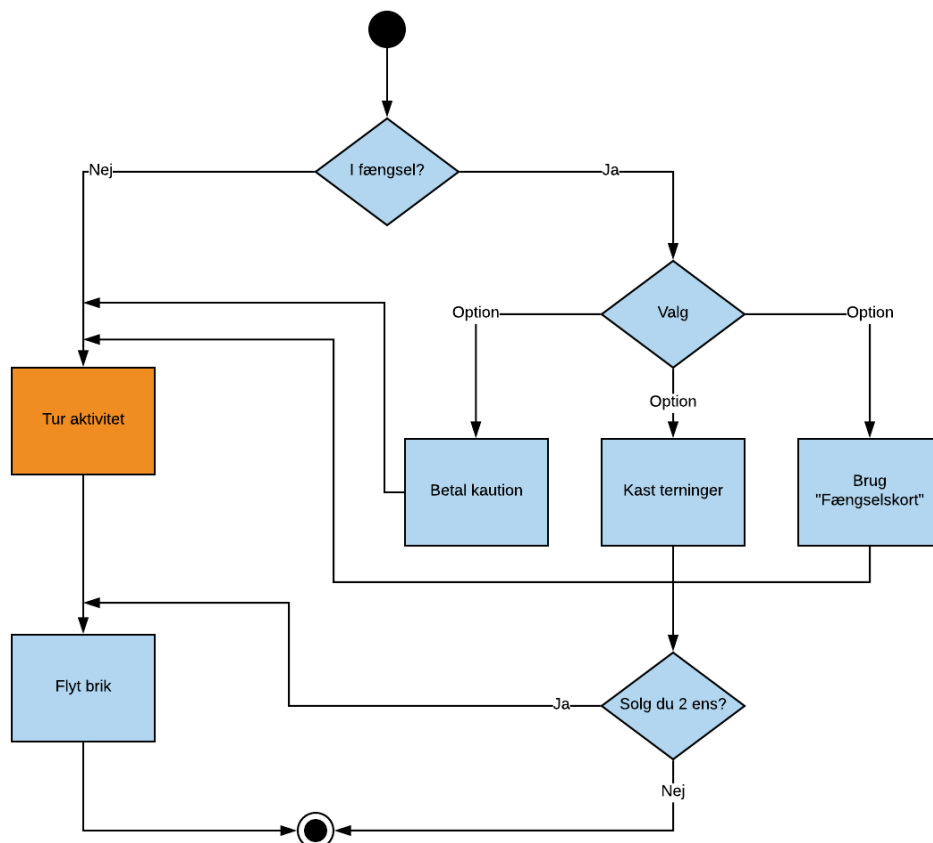 I fængsel?
Nej
Ja
Valg
Option
Option
Option
Tur aktivitet
Betal kaution
Kast terninger
Brug
"Fængselskort"
Flyt brik
Solg du 2 ens?
Ja
Nej